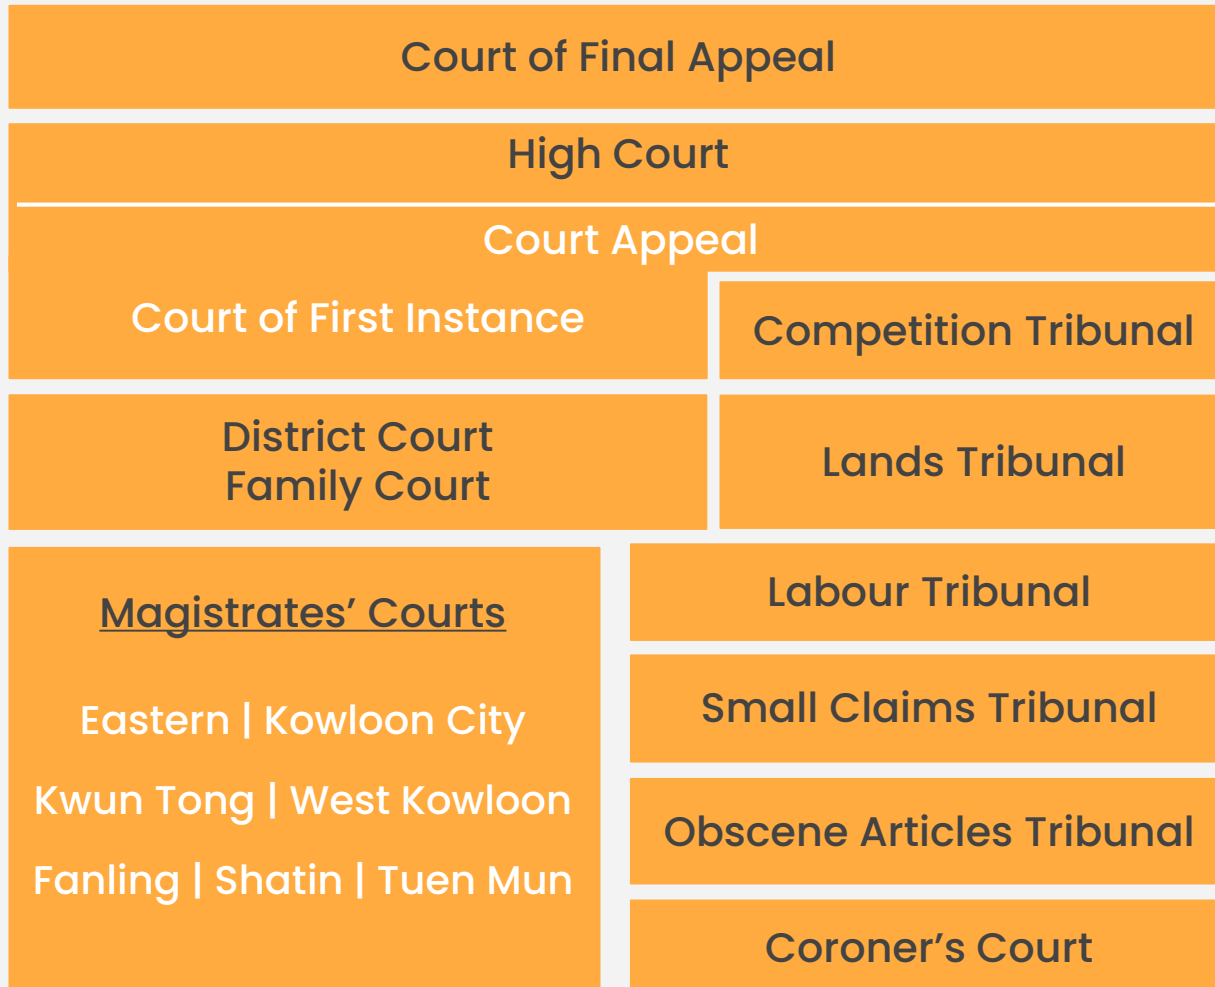 Court of Final Appeal
High Court
Court Appeal
Court of First Instance
Competition Tribunal
District Court
Family Court
Lands Tribunal
Magistrates’ Courts
Eastern | Kowloon City
Kwun Tong | West Kowloon
Fanling | Shatin | Tuen Mun
Labour Tribunal
Small Claims Tribunal
Obscene Articles Tribunal
Coroner’s Court